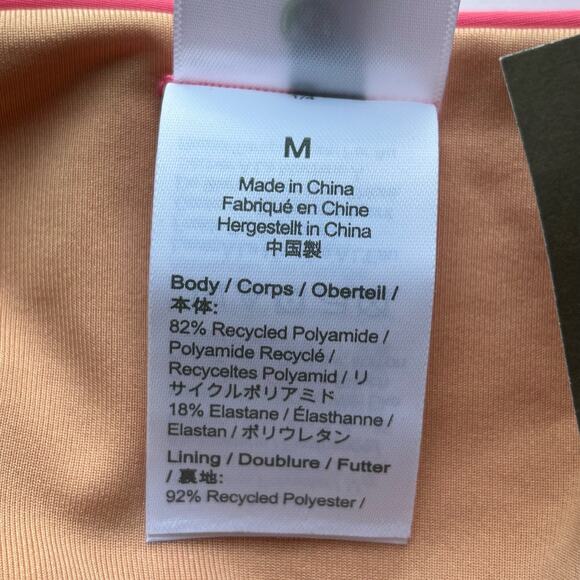 M
Made in China
Fabriqué en Chine
Hergestellt in China
中国製
Body / Corps / Oberteil /
本体:
82% Recycled Polyamide /
Polyamide Recyclé /
Recyceltes Polyamid / リ
サイクルポリアミド
18% Elastane / Élasthanne /
Elastan / ポリウレタン
Lining / Doublure / Futter
/ 裏地:
92% Recycled Polyester /